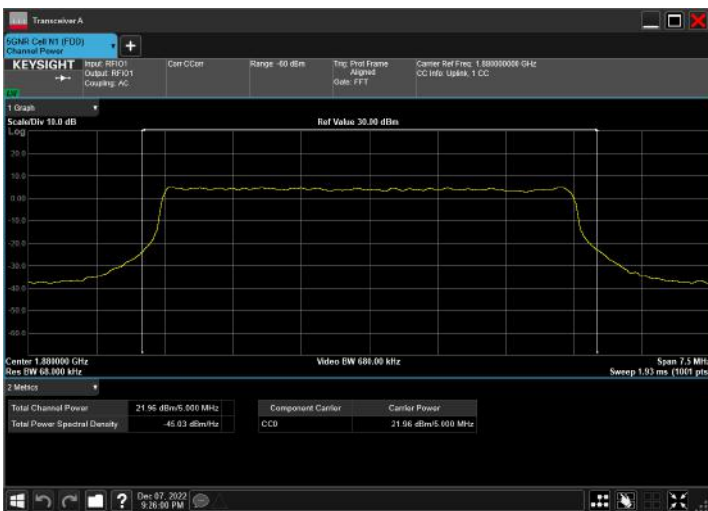 Transceiver A
5GNR Cell N1 (FDD)
Channel Power
KEYSIGHT
Input: RFIO1
Output: RFIO1
Coupling: AC
Corr CCorr
Range: -60 dBm
Trig: Prot Frame
Aligned
Gate: FFT
Carrier Ref Freq: 1.880000000 GHz
CC Info: Uplink, 1 CC
1 Graph
Scale/Div 10.0 dB
Ref Value 30.00 dBm
Log
20.0
10.0
0.00
-10.0
-20.0
-30.0
-50.0
-60.0
Center 1.880000 GHz
Video BW 680.00 kHz
Span 7.5 MHz
Res BW 68.000 kHz
Sweep 1.93 ms (1001 pts
2 Metrics
Total Channel Power 21.96 dBm/5.000 MHz
Total Power Spectral Density -45.03 dBm/Hz
Component Carrier Carrier Power
CC0 21.96 dBm/5.000 MHz
?
Dec 07, 2022
9:26:00 PM